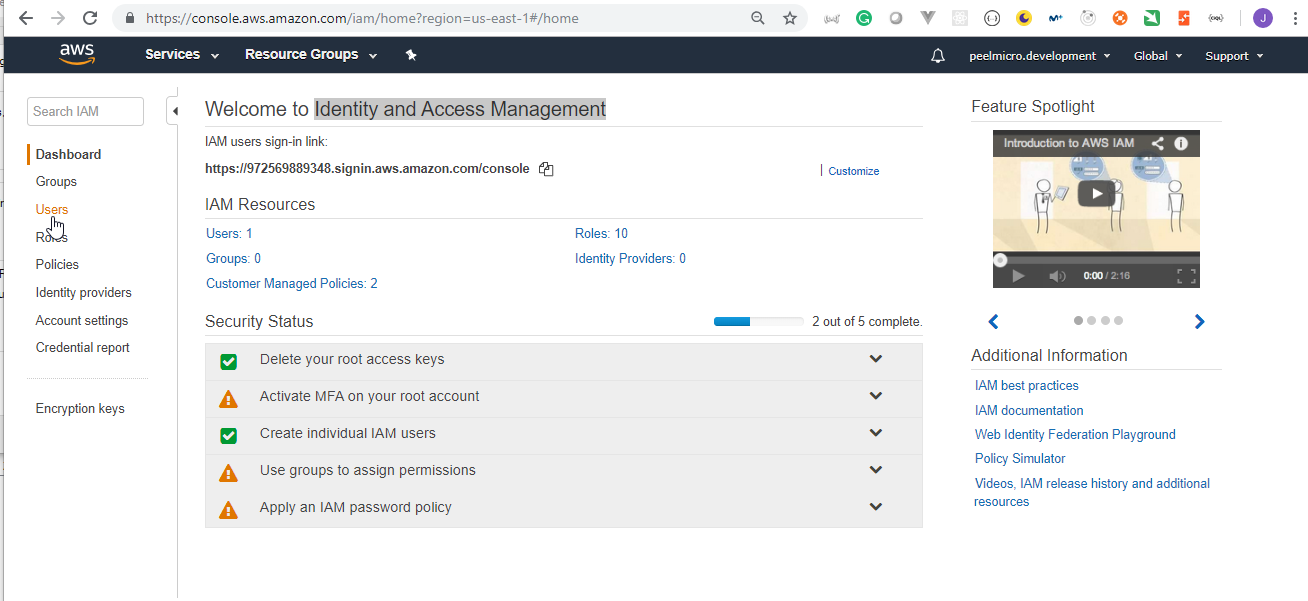 https://console.aws.amazon.com/iam/home?region=us-east-1#/home
J
aws
Services
Resource Groups
peelmicro.development
Global
Support
Search IAM
Dashboard
Groups
Users
Roles
Policies
Identity providers
Account settings
Credential report
Encryption keys
Welcome to Identity and Access Management
IAM users sign-in link:
https://972569889348.signin.aws.amazon.com/console
Customize
IAM Resources
Users: 1
Roles: 10
Groups: 0
Identity Providers: 0
Customer Managed Policies: 2
Security Status
2 out of 5 complete.
Delete your root access keys
Activate MFA on your root account
Create individual IAM users
Use groups to assign permissions
Apply an IAM password policy
Feature Spotlight
Introduction to AWS IAM
0:00 / 2:16
Additional Information
IAM best practices
IAM documentation
Web Identity Federation Playground
Policy Simulator
Videos, IAM release history and additional
resources